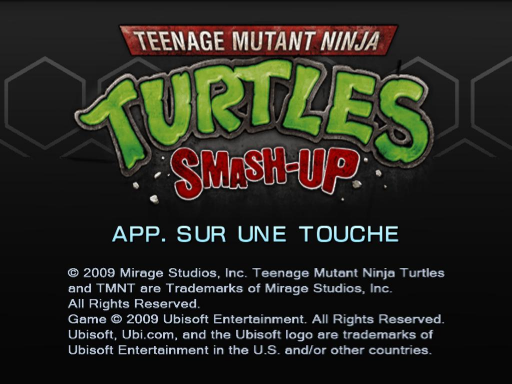 TEENAGE MUTANT NINJA
TURTLES
SMASH-UP
APP. SUR UNE TOUCHE
© 2009 Mirage Studios, Inc. Teenage Mutant Ninja Turtles
and TMNT are Trademarks of Mirage Studios, Inc.
All Rights Reserved.
Game © 2009 Ubisoft Entertainment. All Rights Reserved.
Ubisoft, Ubi.com, and the Ubisoft logo are trademarks of
Ubisoft Entertainment in the U.S. and/or other countries.